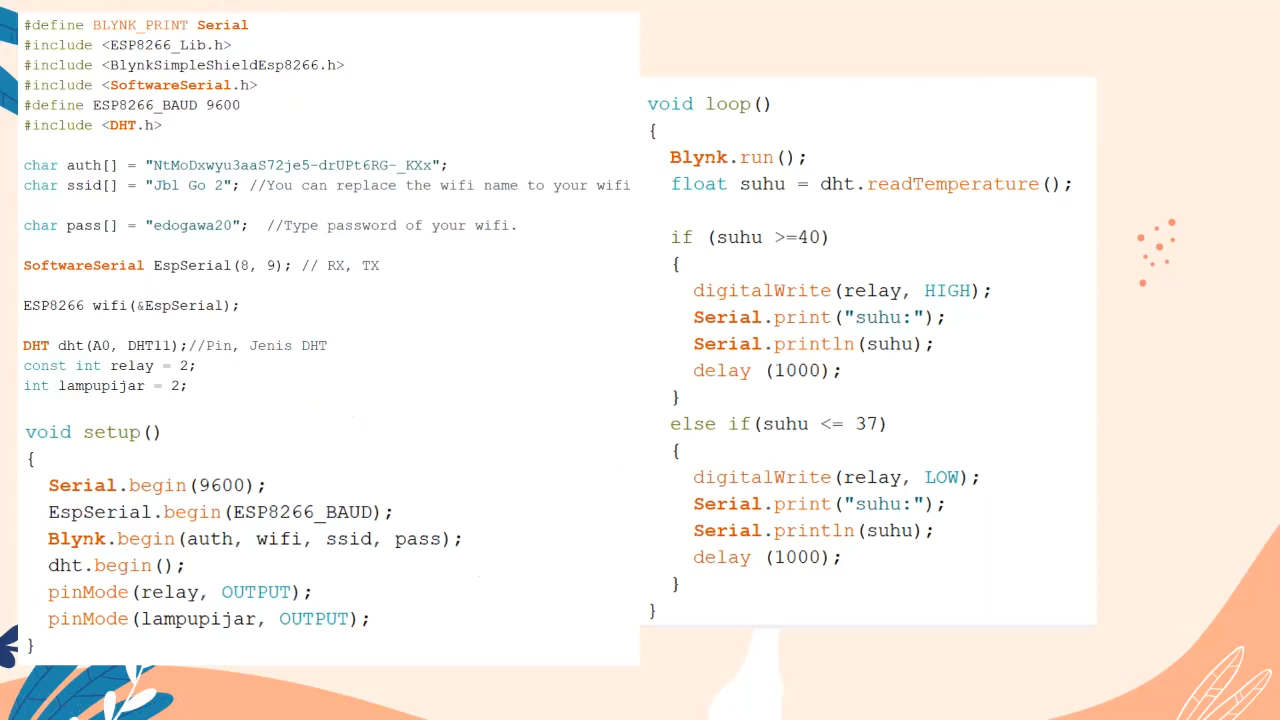 #define BLYNK_PRINT Serial
#include <ESP8266_Lib.h>
#include <BlynkSimpleShieldEsp8266.h>
#include <SoftwareSerial.h>
#define ESP8266_BAUD 9600
#include <DHT.h>
char auth[] = "NtMoDxwyu3aaS72je5-drUPt6RG-_KXx";
char ssid[] = "Jbl Go 2"; //You can replace the wifi name to your wifi
char pass[] = "edogawa20";  //Type password of your wifi.
SoftwareSerial EspSerial(8, 9); // RX, TX
ESP8266 wifi(&EspSerial);
DHT dht(A0, DHT11);//Pin, Jenis DHT
const int relay = 2;
int lampupijar = 2;
void setup()
{
  Serial.begin(9600);
  EspSerial.begin(ESP8266_BAUD);
  Blynk.begin(auth, wifi, ssid, pass);
  dht.begin();
  pinMode(relay, OUTPUT);
  pinMode(lampupijar, OUTPUT);
}
void loop()
{
  Blynk.run();
  float suhu = dht.readTemperature();
  if (suhu >=40)
  {
    digitalWrite(relay, HIGH);
    Serial.print("suhu:");
    Serial.println(suhu);
    delay (1000);
  }
  else if(suhu <= 37)
  {
    digitalWrite(relay, LOW);
    Serial.print("suhu:");
    Serial.println(suhu);
    delay (1000);
  }
}